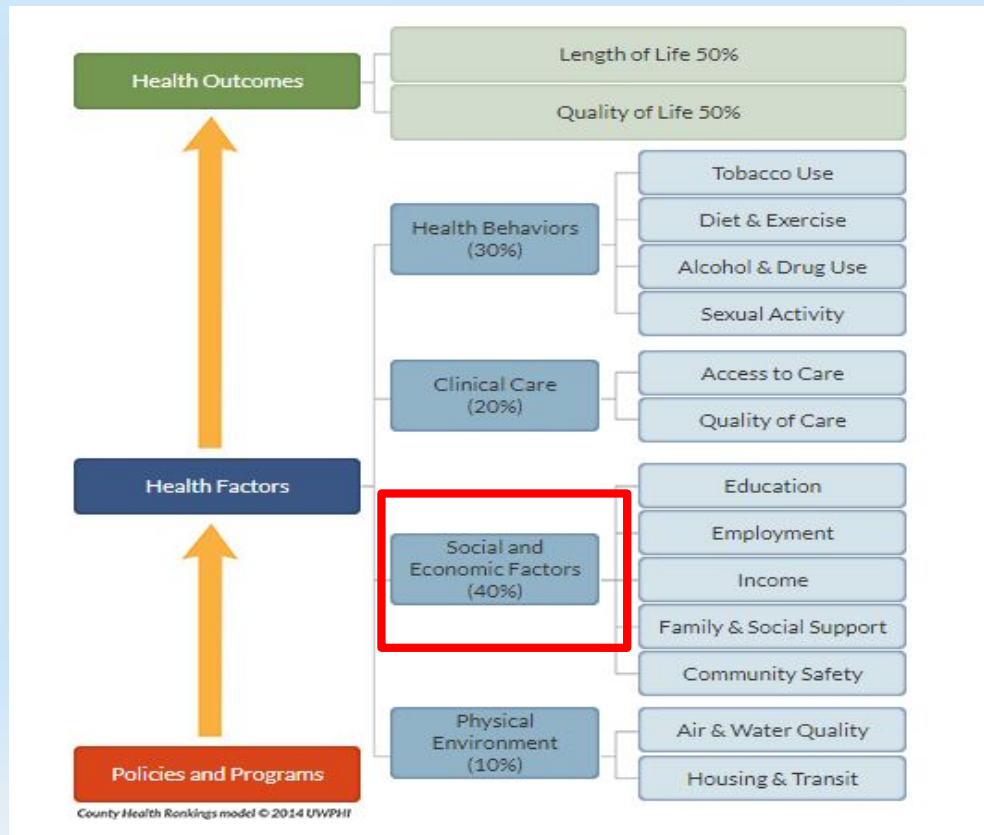 Health Outcomes
Length of Life 50%
Quality of Life 50%
Health Factors
Health Behaviors
(30%)
Tobacco Use
Diet & Exercise
Alcohol & Drug Use
Sexual Activity
Clinical Care
(20%)
Access to Care
Quality of Care
Social and
Economic Factors
(40%)
Education
Employment
Income
Family & Social Support
Community Safety
Physical
Environment
(10%)
Air & Water Quality
Housing & Transit
Policies and Programs
County Health Rankings model © 2014 UWPHI